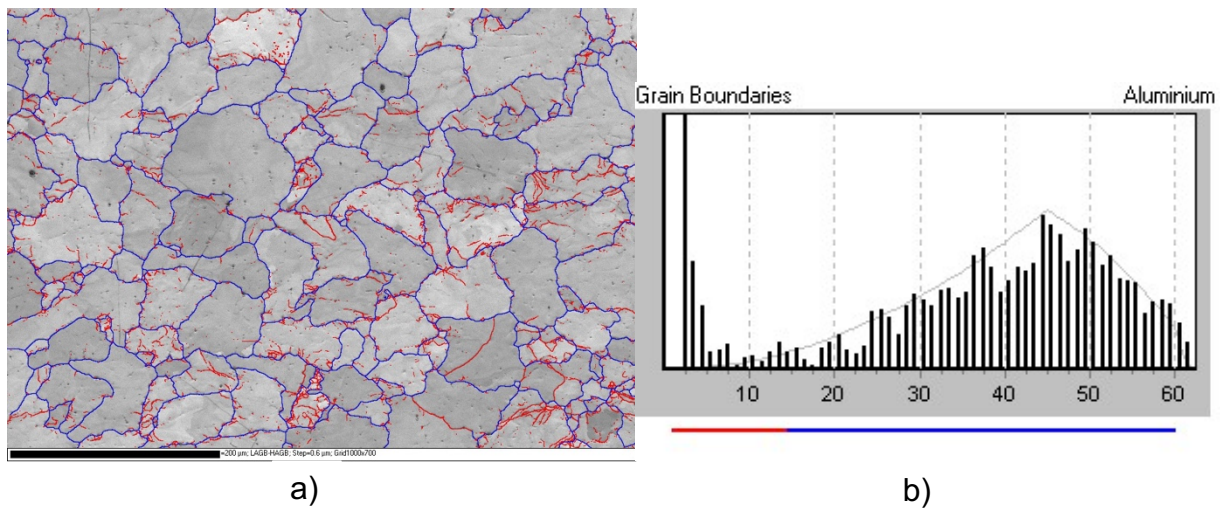 =200 µm; LAGB-HAGB; Step=0.6 µm; Grid1000x700
a)
Grain Boundaries Aluminium
10 20 30 40 50 60
b)